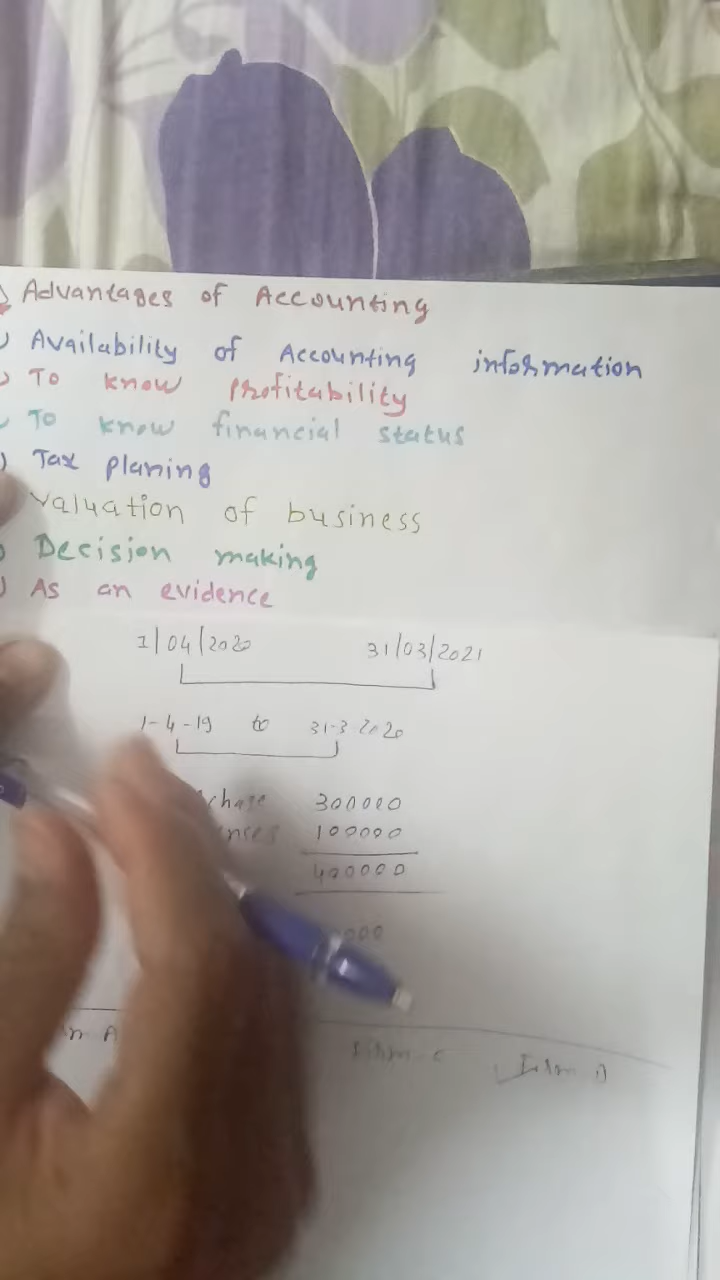 Advantages of Accounting
Availability of Accounting information
To know Profitability
To know financial status
Tax planing
valuation of business
Decision making
As an evidence
1/04/2020 31/03/2021
1-4-19 to 31-3 2020
300000
100000
400000